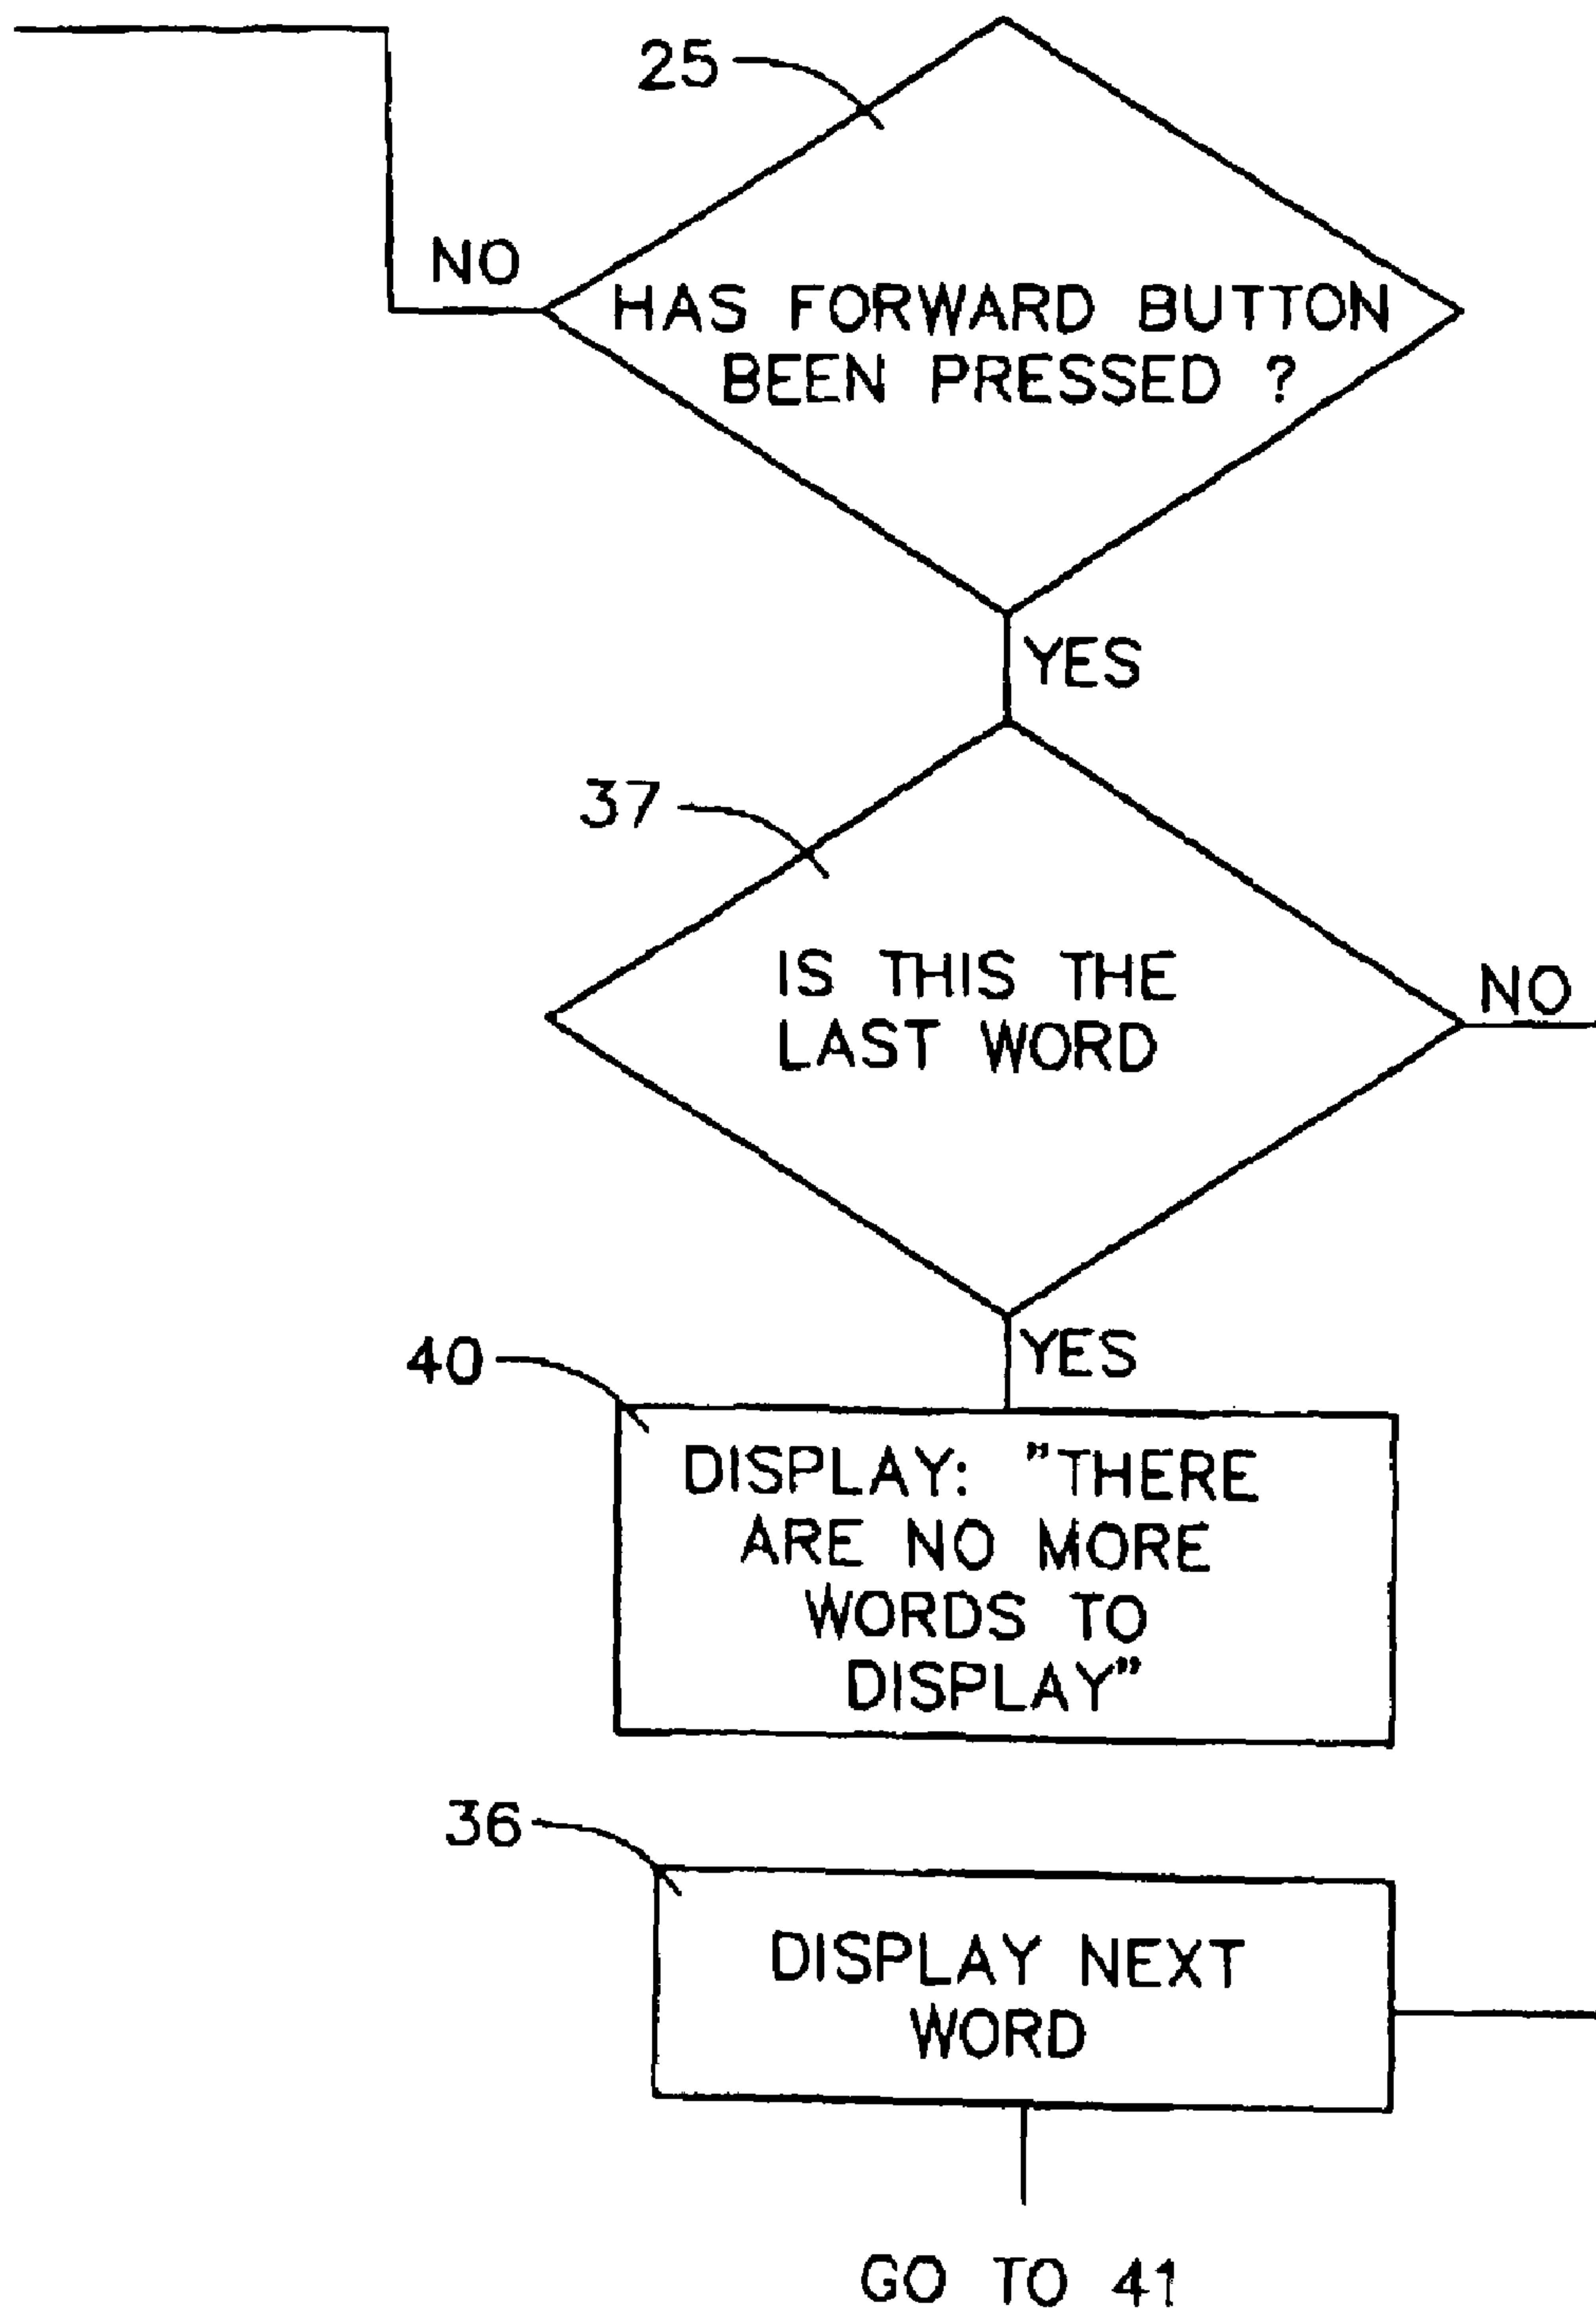 25
NO
HAS FORWARD BUTTON
BEEN PRESSED ?
YES
37
IS THIS THE
LAST WORD
NO
YES
40
DISPLAY: "THERE
ARE NO MORE
WORDS TO
DISPLAY"
36
DISPLAY NEXT
WORD
GO TO 41